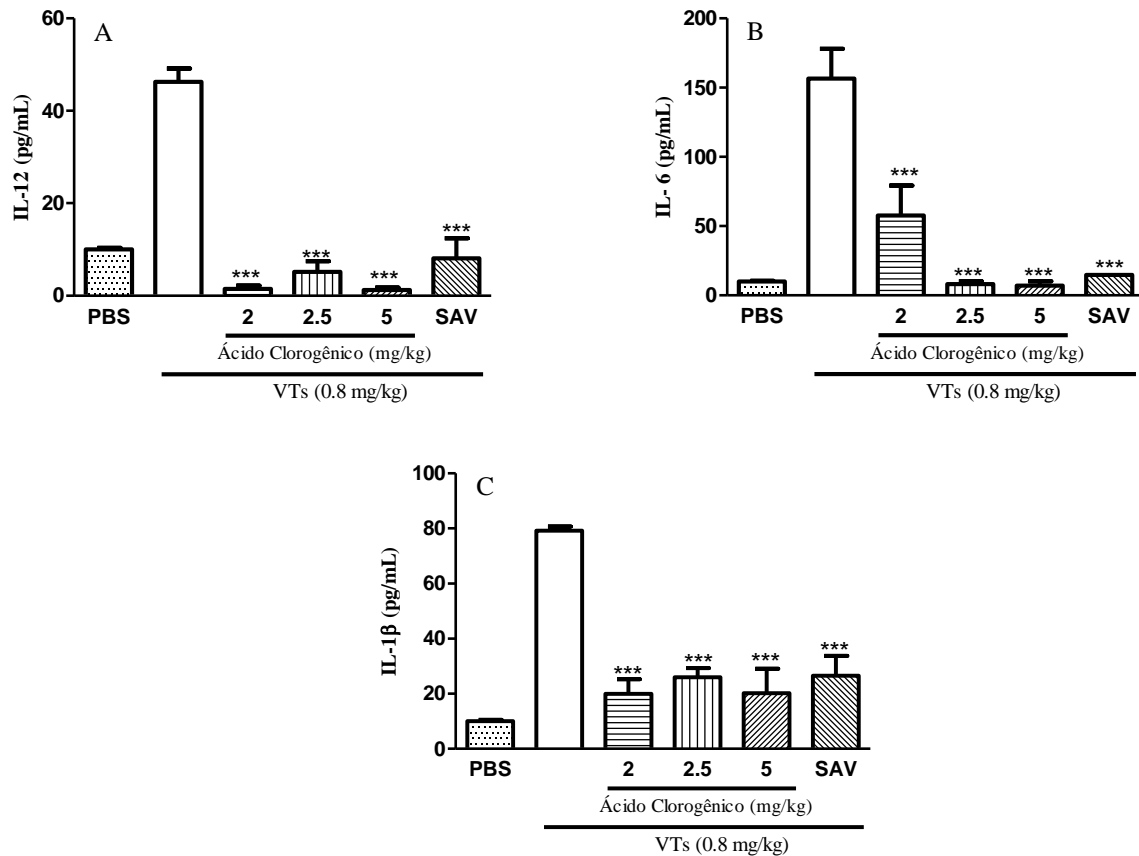 A
IL-12 (pg/mL)
60
40
20
0
*** *** *** ***
PBS 2 2.5 5 SAV
Ácido Clorogênico (mg/kg)
VTs (0.8 mg/kg)
B
IL- 6 (pg/mL)
200
150
100
50
0
*** *** *** ***
PBS 2 2.5 5 SAV
Ácido Clorogênico (mg/kg)
VTs (0.8 mg/kg)
C
IL-1β (pg/mL)
100
80
60
40
20
0
*** *** *** ***
PBS 2 2.5 5 SAV
Ácido Clorogênico (mg/kg)
VTs (0.8 mg/kg)